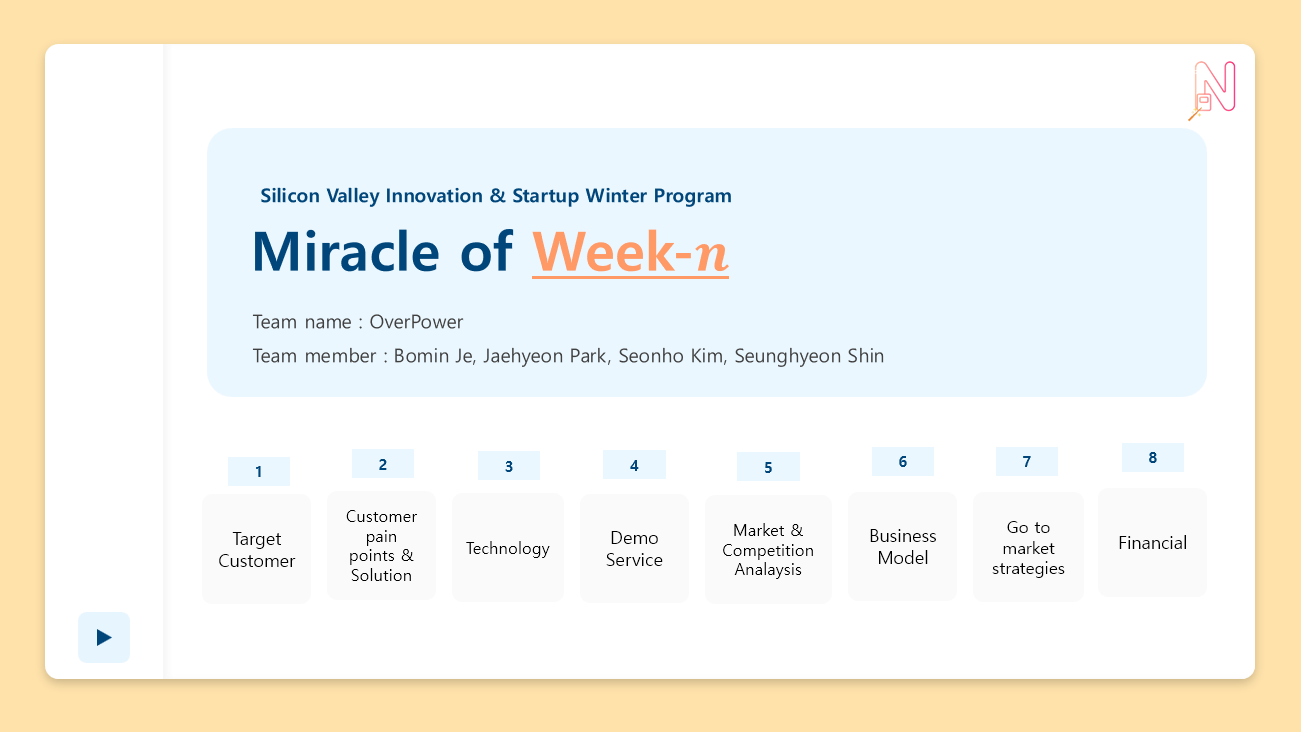 Silicon Valley Innovation & Startup Winter Program
Miracle of Week-n
Team name : OverPower
Team member : Bomin Je, Jaehyeon Park, Seonho Kim, Seunghyeon Shin
1
Target
Customer
2
Customer
pain
points &
Solution
3
Technology
4
Demo
Service
5
Market &
Competition
Analaysis
6
Business
Model
7
Go to
market
strategies
8
Financial